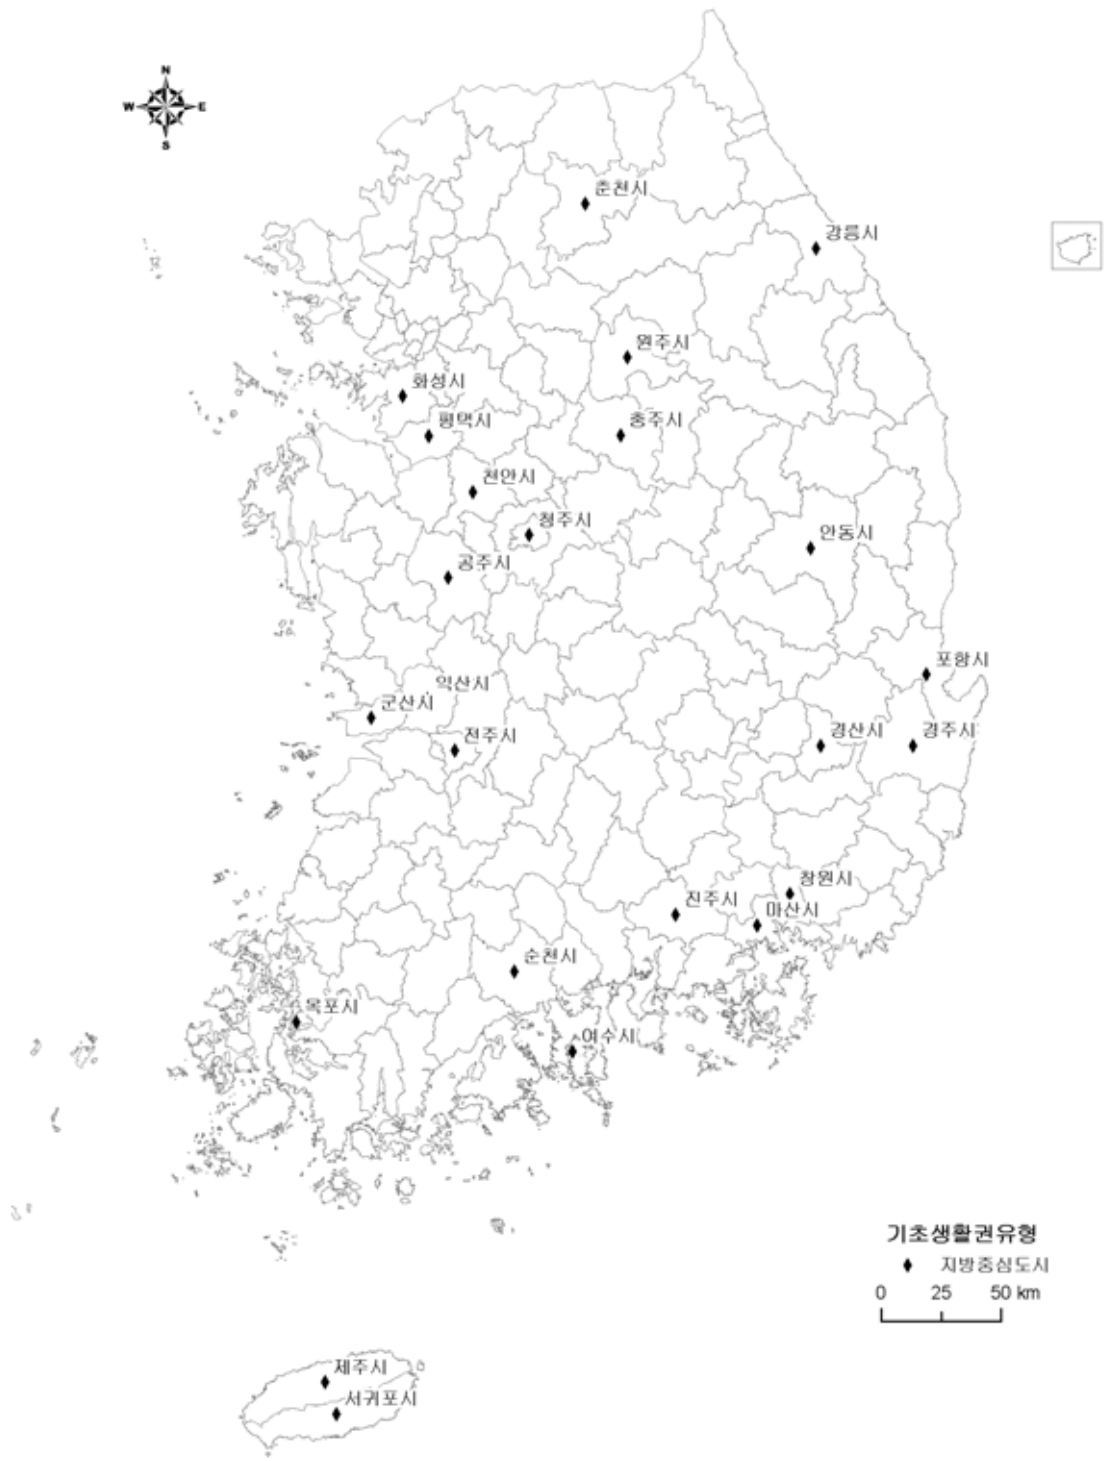 N
W E
S
춘천시
강릉시
원주시
화성시
평택시
충주시
천안시
청주시
안동시
공주시
포항시
익산시
군산시
전주시
경산시
경주시
창원시
진주시
마산시
순천시
목포시
여수시
기초생활권유형
지방중심도시
0 25 50 km
제주시
서귀포시